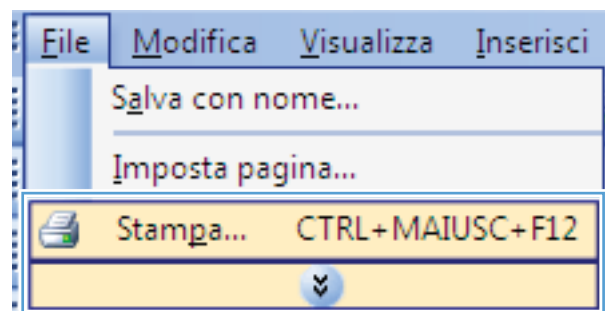 File Modifica Visualizza Inserisci
Salva con nome...
Imposta pagina...
Stampa... CTRL+MAIUSC+F12